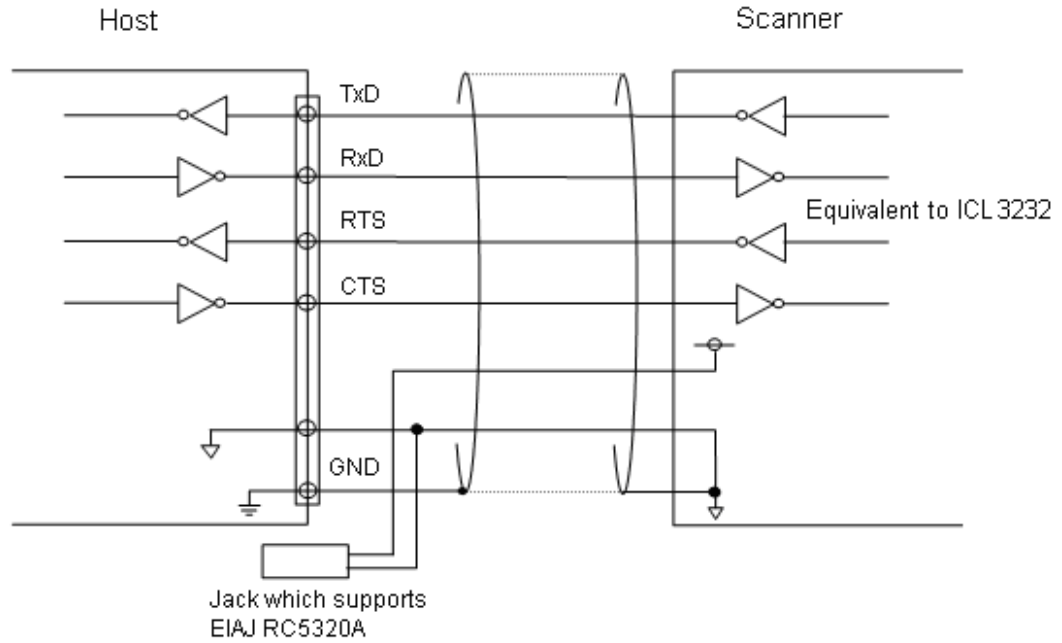 Host
Scanner
TxD
RxD
RTS
Equivalent to ICL3232
CTS
GND
Jack which supports
EIAJ RC5320A